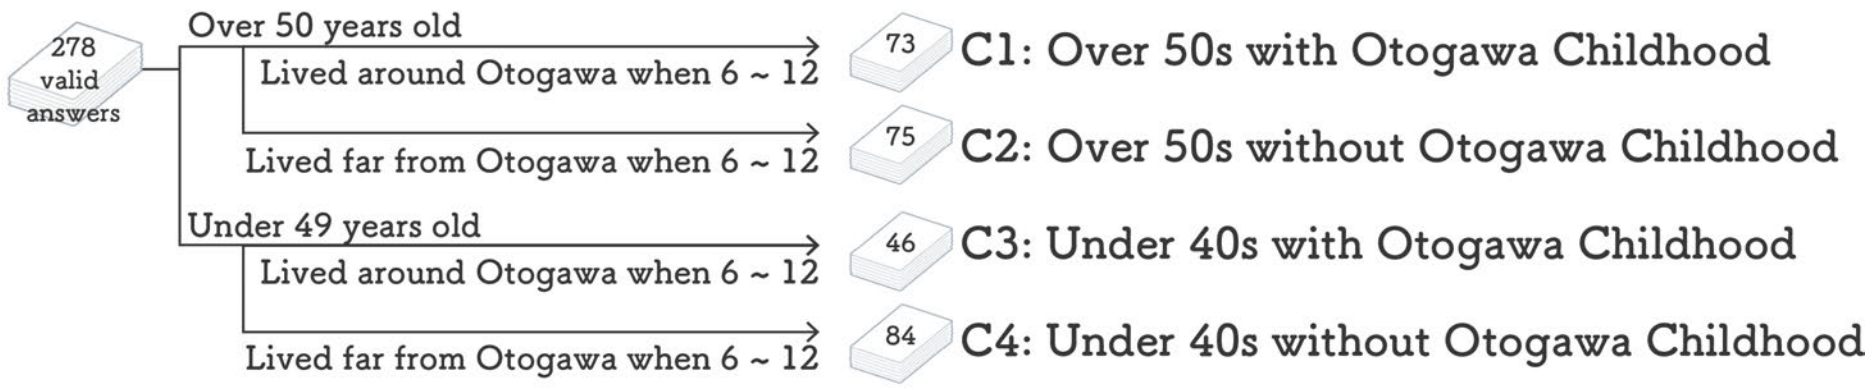 278
valid
answers
Over 50 years old
Lived around Otogawa when 6 ~ 12
73
C1: Over 50s with Otogawa Childhood
Lived far from Otogawa when 6 ~ 12
75
C2: Over 50s without Otogawa Childhood
Under 49 years old
Lived around Otogawa when 6 ~ 12
46
C3: Under 40s with Otogawa Childhood
Lived far from Otogawa when 6 ~ 12
84
C4: Under 40s without Otogawa Childhood